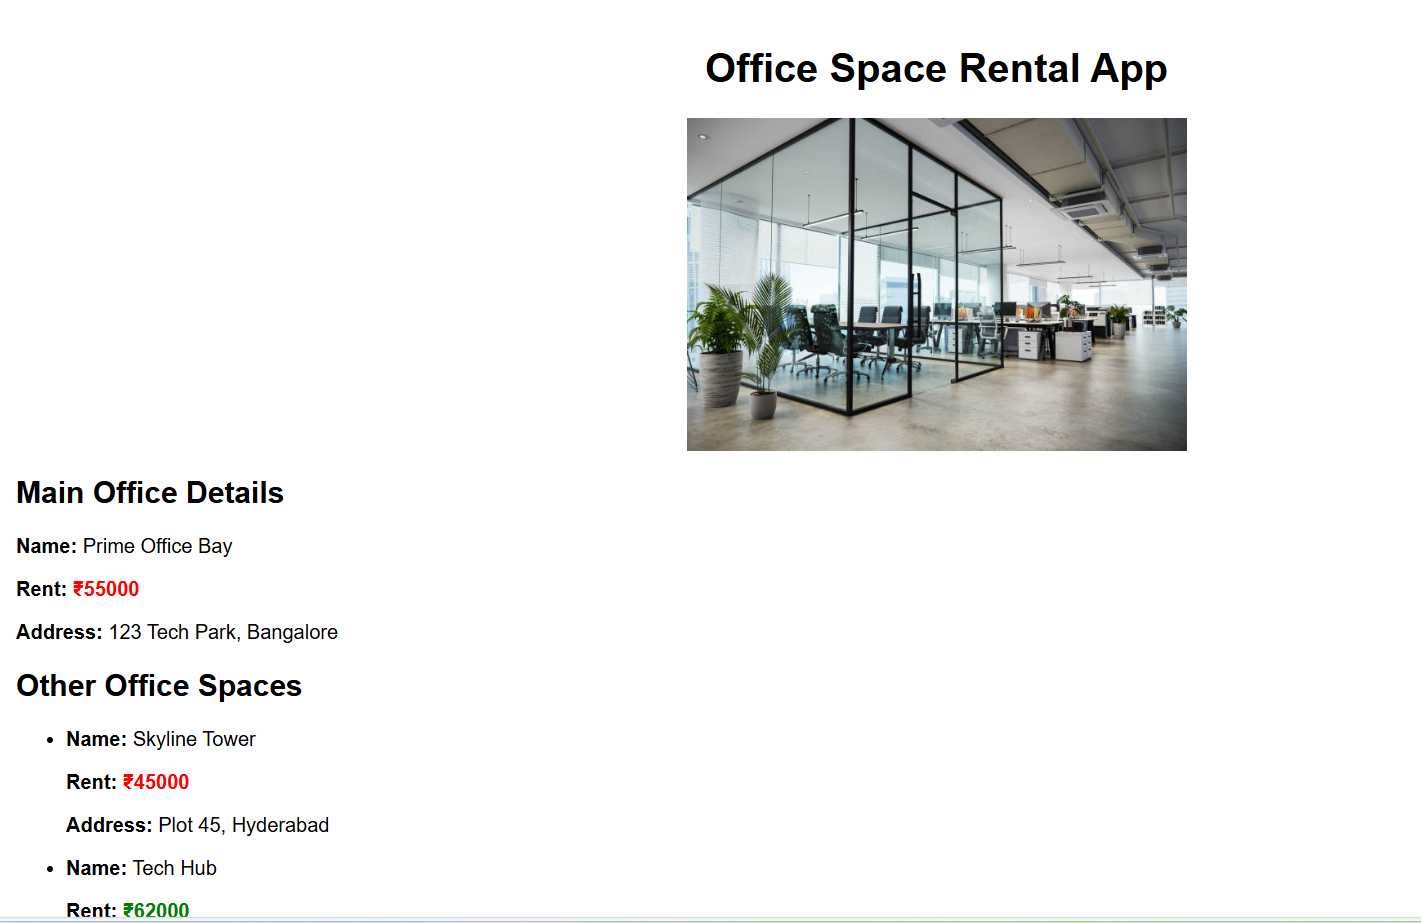 Office Space Rental App
Main Office Details
Name: Prime Office Bay
Rent: ₹55000
Address: 123 Tech Park, Bangalore
Other Office Spaces
Name: Skyline Tower
Rent: ₹45000
Address: Plot 45, Hyderabad
Name: Tech Hub
Rent: ₹62000